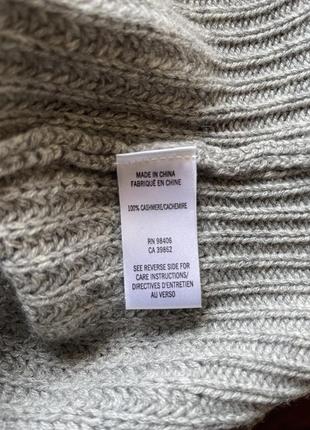 MADE IN CHINA
FABRIQUÉ EN CHINE
100% CASHMERE/CACHEMIRE
RN 98406
CA 39862
SEE REVERSE SIDE FOR
CARE INSTRUCTIONS/
DIRECTIVES D'ENTRETIEN
AU VERSO